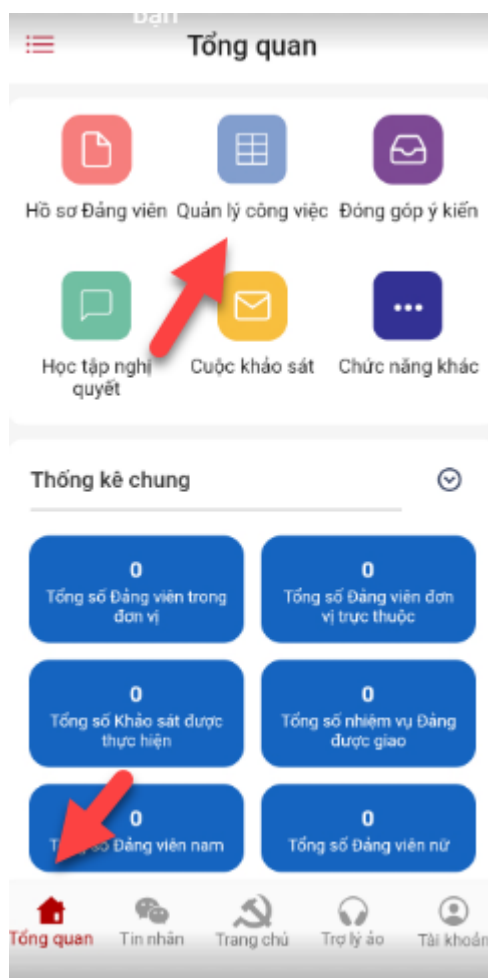 Bạn
Tổng quan
Hồ sơ Đảng viên Quản lý công việc Đóng góp ý kiến
Học tập nghị
quyết
Cuộc khảo sát Chức năng khác
Thống kê chung
0
Tổng số Đảng viên trong
đơn vị
0
Tổng số Đảng viên đơn
vị trực thuộc
0
Tổng số Khảo sát được
thực hiện
0
Tổng số nhiệm vụ Đảng
được giao
0
Tổng số Đảng viên nam
0
Tổng số Đảng viên nữ
Tổng quan Tin nhắn Trang chủ Trợ lý ảo Tài khoản